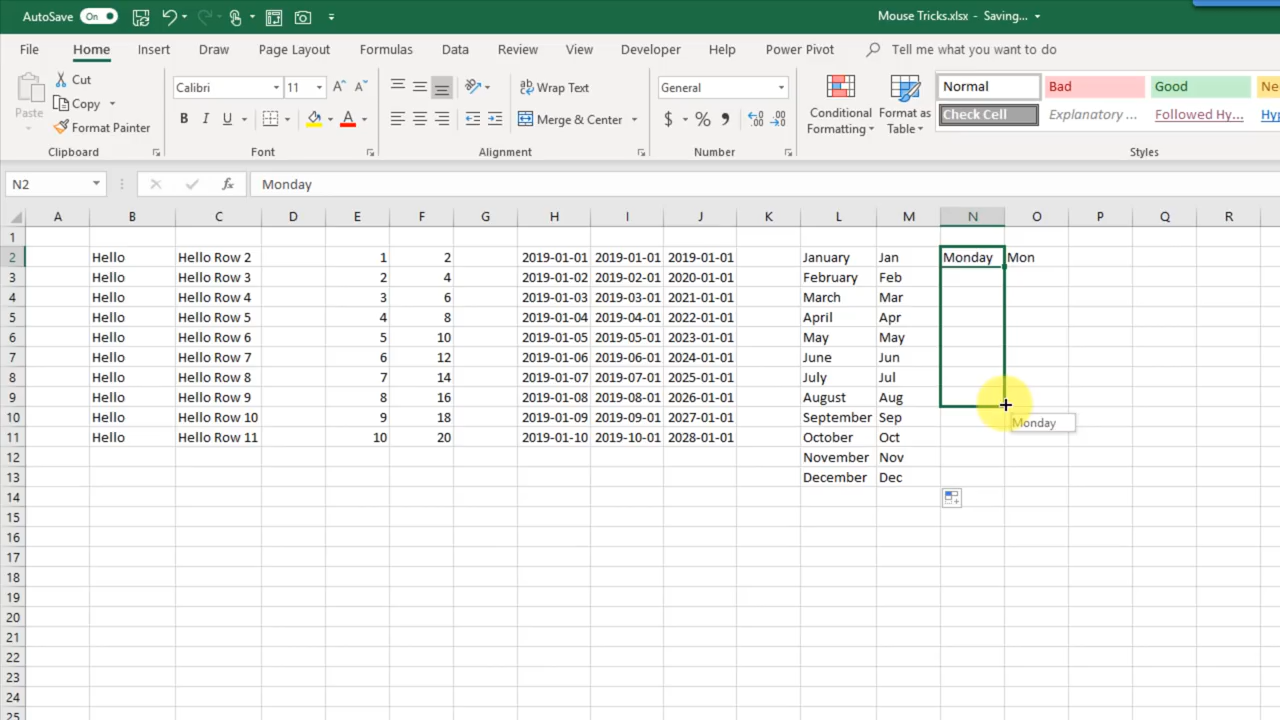 AutoSave On Mouse Tricks.xlsx - Saving...
File Home Insert Draw Page Layout Formulas Data Review View Developer Help Power Pivot Tell me what you want to do
Paste
Cut
Copy
Format Painter
Clipboard
Calibri 11
B I U A
Font
Wrap Text
Merge & Center
Alignment
General
$ % 9
Number
Conditional Formatting
Format as Table
Normal Bad Good Ne
Check Cell Explanatory ... Followed Hy... Hyp
Styles
N2 fx Monday
A B C D E F G H I J K L M N O P Q R
1
2 Hello Hello Row 2 1 2 2019-01-01 2019-01-01 2019-01-01 January Jan Monday Mon
3 Hello Hello Row 3 2 4 2019-01-02 2019-02-01 2020-01-01 February Feb
4 Hello Hello Row 4 3 6 2019-01-03 2019-03-01 2021-01-01 March Mar
5 Hello Hello Row 5 4 8 2019-01-04 2019-04-01 2022-01-01 April Apr
6 Hello Hello Row 6 5 10 2019-01-05 2019-05-01 2023-01-01 May May
7 Hello Hello Row 7 6 12 2019-01-06 2019-06-01 2024-01-01 June Jun
8 Hello Hello Row 8 7 14 2019-01-07 2019-07-01 2025-01-01 July Jul
9 Hello Hello Row 9 8 16 2019-01-08 2019-08-01 2026-01-01 August Aug
10 Hello Hello Row 10 9 18 2019-01-09 2019-09-01 2027-01-01 September Sep Monday
11 Hello Hello Row 11 10 20 2019-01-10 2019-10-01 2028-01-01 October Oct
12 November Nov
13 December Dec
14
15
16
17
18
19
20
21
22
23
24
25